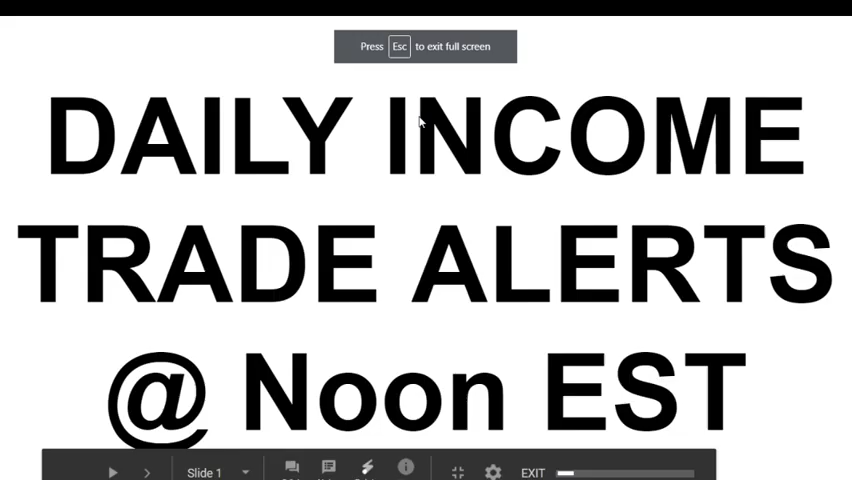 Press Esc to exit full screen
DAILY INCOME
TRADE ALERTS
@ Noon EST
Slide 1
EXIT